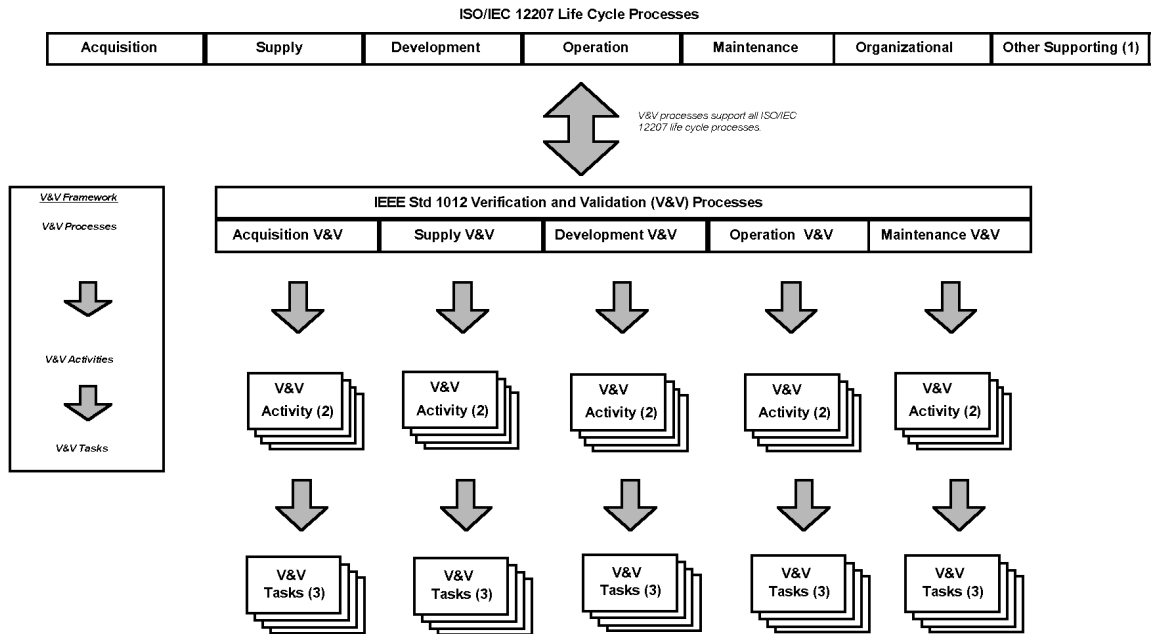 ISO/IEC 12207 Life Cycle Processes
Acquisition
Supply
Development
Operation
Maintenance
Organizational
Other Supporting (1)
V&V processes support all ISO/IEC
12207 life cycle processes.
V&V Framework
V&V Processes
V&V Activities
V&V Tasks
IEEE Std 1012 Verification and Validation (V&V) Processes
Acquisition V&V
Supply V&V
Development V&V
Operation V&V
Maintenance V&V
V&V
Activity (2)
V&V
Activity (2)
V&V
Activity (2)
V&V
Activity (2)
V&V
Activity (2)
V&V
Tasks (3)
V&V
Tasks (3)
V&V
Tasks (3)
V&V
Tasks (3)
V&V
Tasks (3)